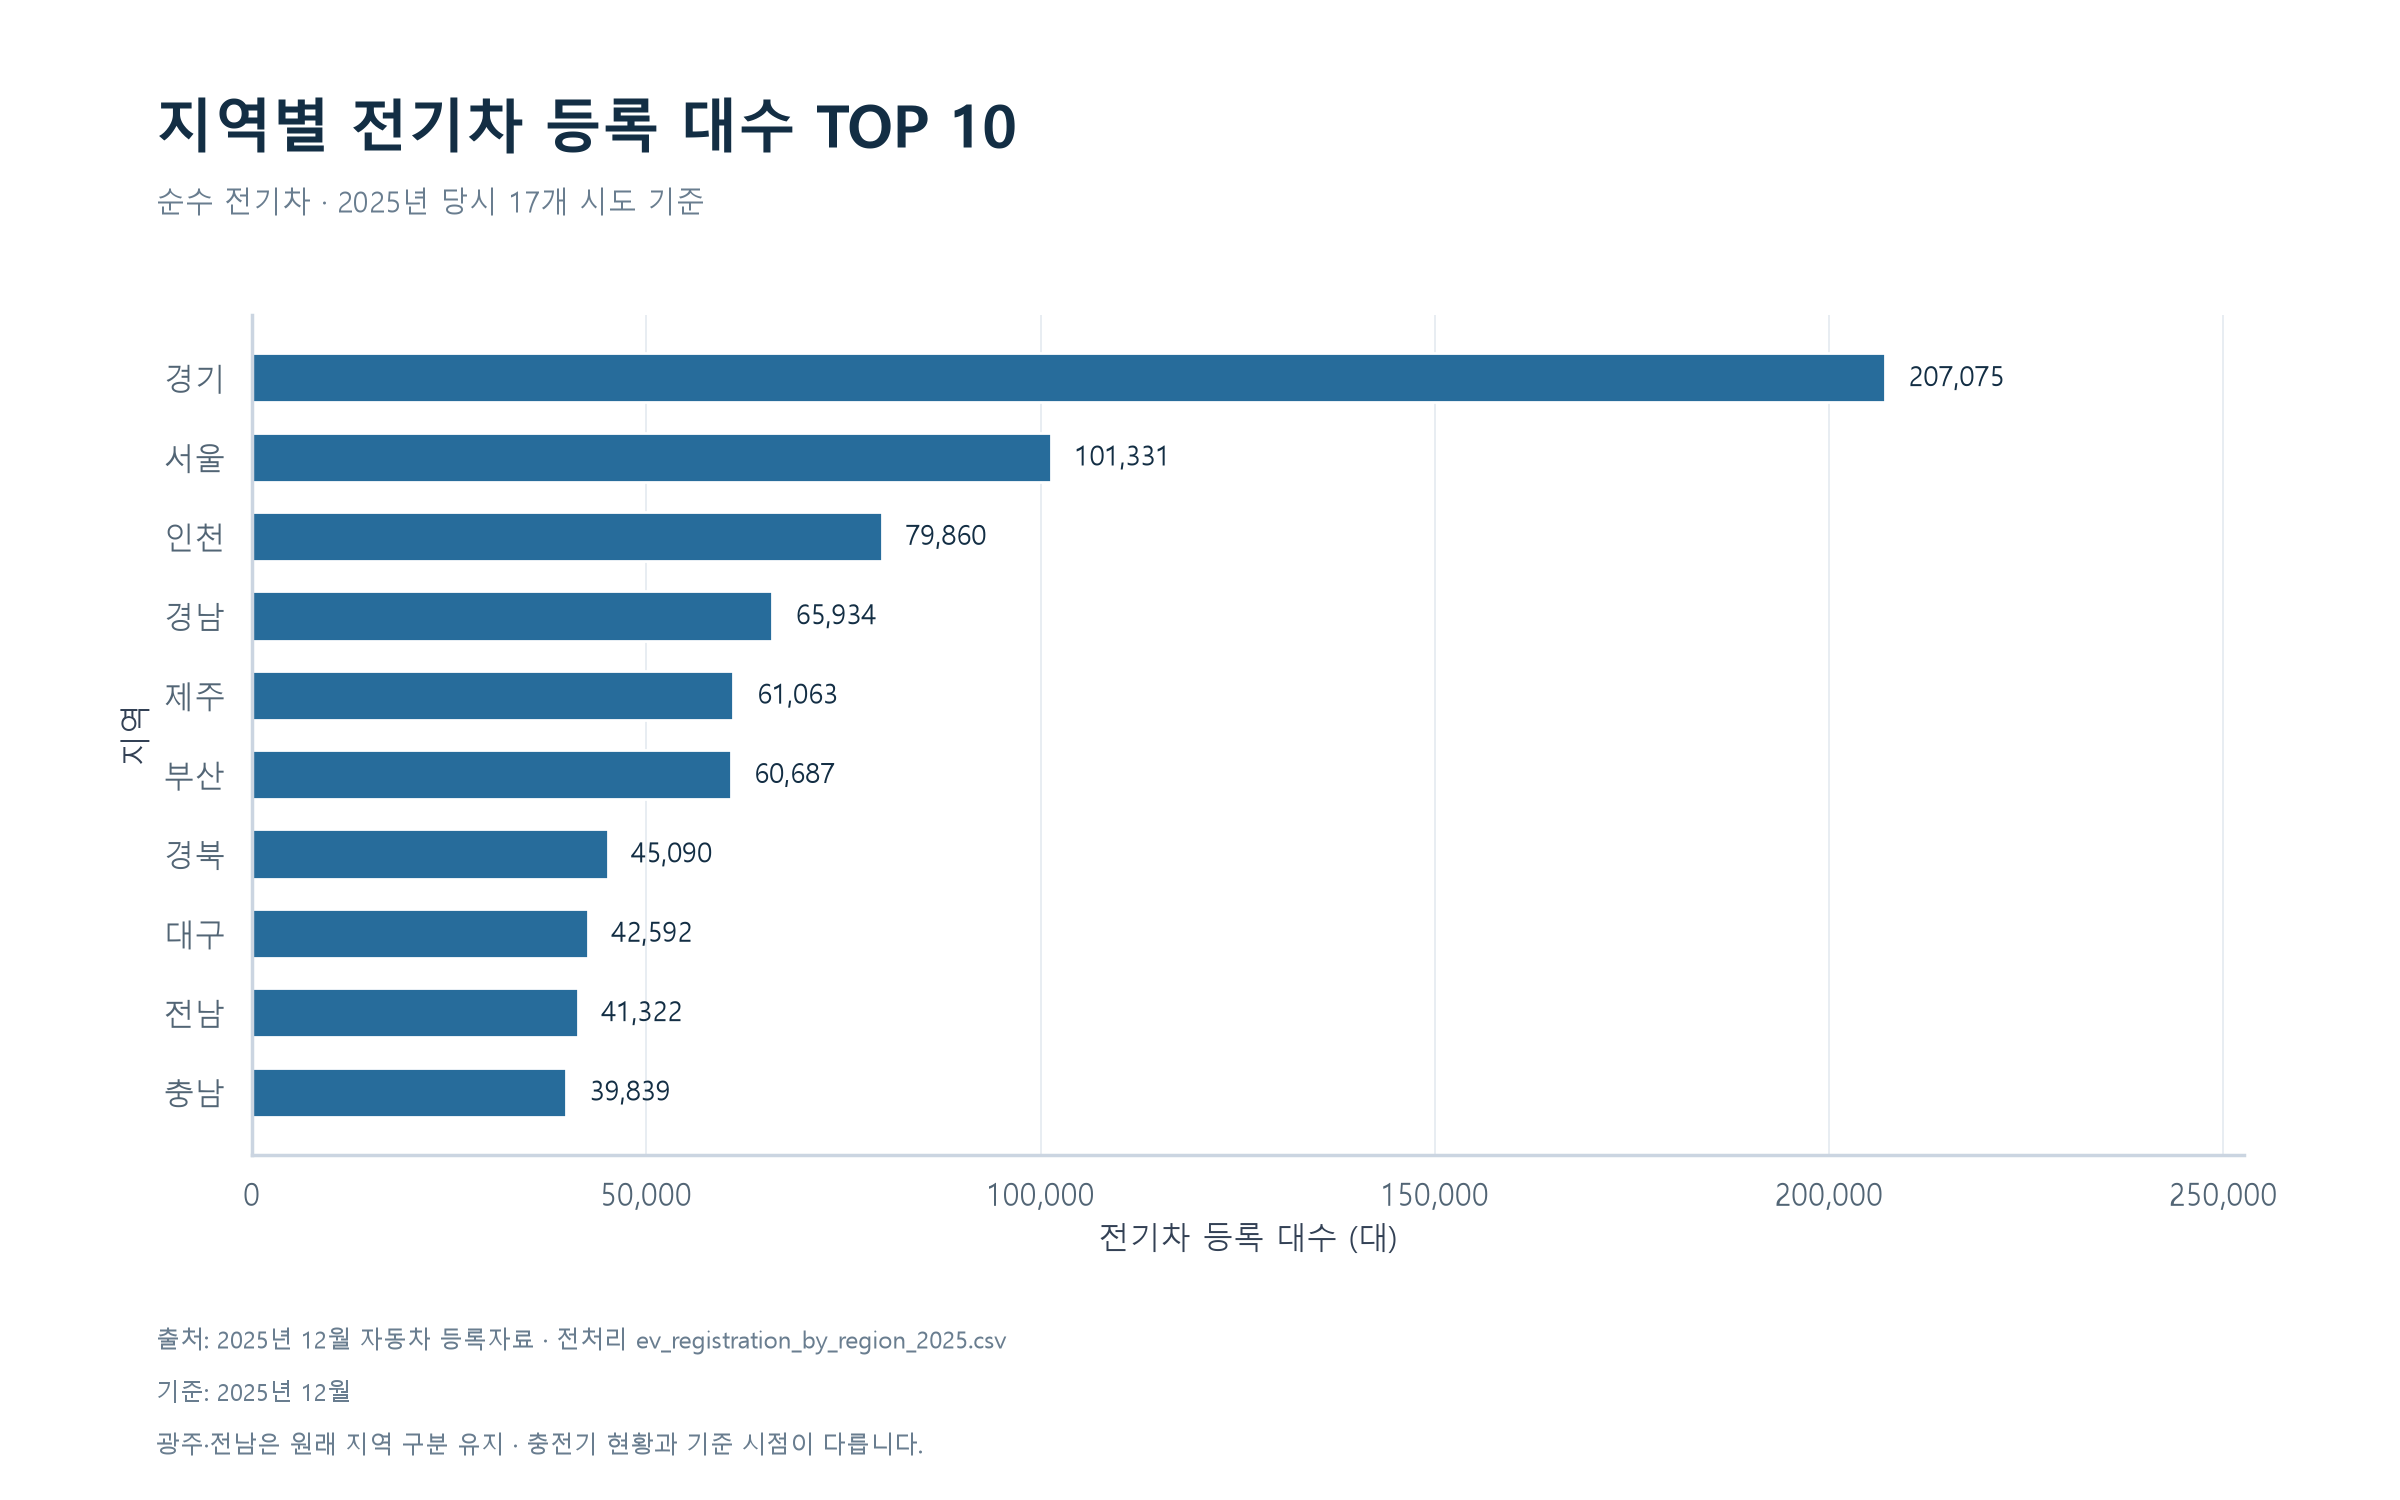 지역별 전기차 등록 대수 TOP 10
순수 전기차 · 2025년 당시 17개 시도 기준
지역
경기 207,075
서울 101,331
인천 79,860
경남 65,934
제주 61,063
부산 60,687
경북 45,090
대구 42,592
전남 41,322
충남 39,839
0 50,000 100,000 150,000 200,000 250,000
전기차 등록 대수 (대)
출처: 2025년 12월 자동차 등록자료 · 전처리 ev_registration_by_region_2025.csv
기준: 2025년 12월
광주·전남은 원래 지역 구분 유지 · 충전기 현황과 기준 시점이 다릅니다.